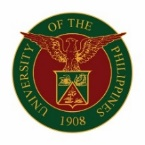 UNIVERSITY OF THE PHILIPPINES
1908